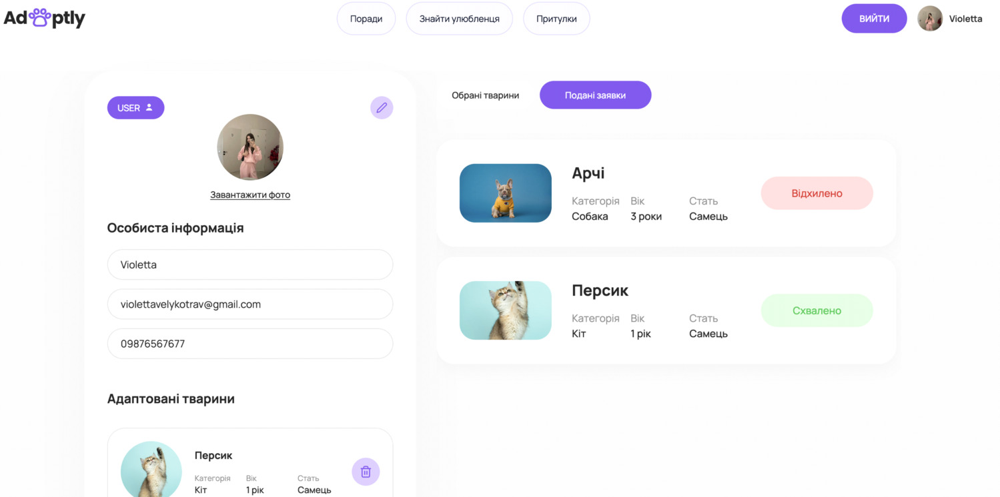 Ad ptly
Поради
Знайти улюбленця
Притулки
ВИЙТИ
Violetta
USER
Завантажити фото
Особиста інформація
Violetta
violettavelykotrav@gmail.com
09876567677
Адаптовані тварини
Персик
Категорія Вік Стать
Кіт 1 рік Самець
Обрані тварини
Подані заявки
Арчі
Категорія Вік Стать
Собака 3 роки Самець
Відхилено
Персик
Категорія Вік Стать
Кіт 1 рік Самець
Схвалено